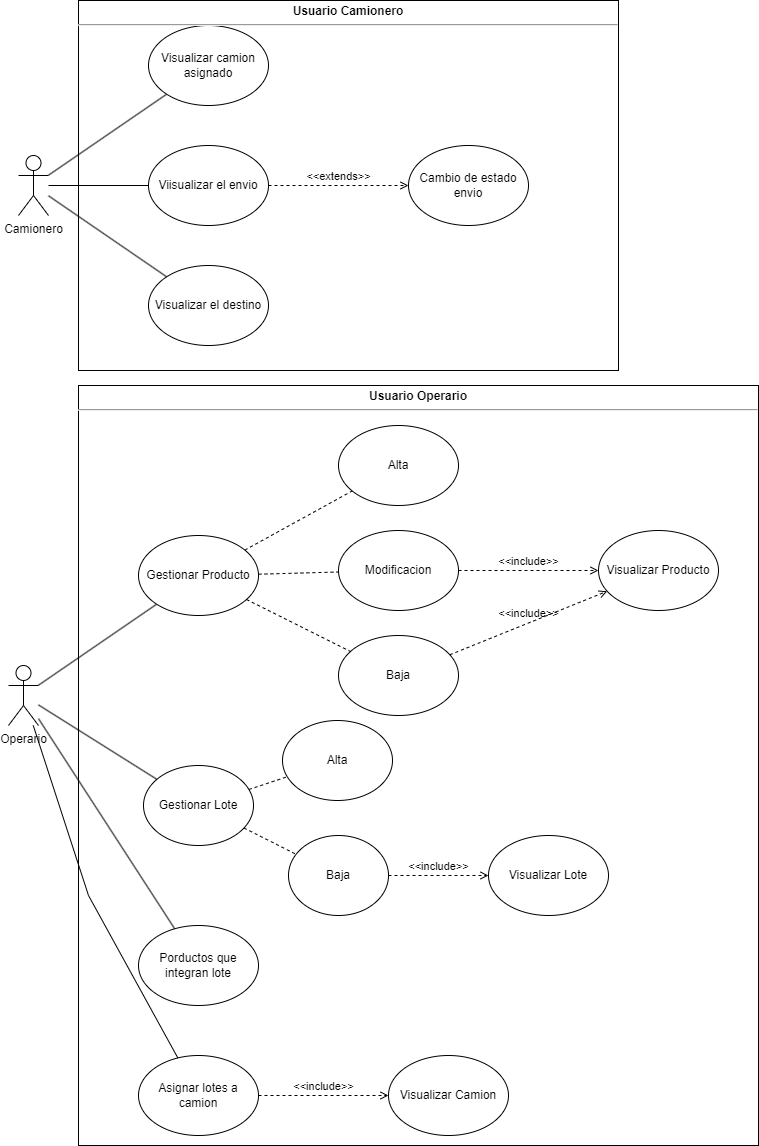 Usuario Camionero
Visualizar camion
asignado
Viisualizar el envio
<<extends>>
Cambio de estado
envio
Camionero
Visualizar el destino
Usuario Operario
Alta
Gestionar Producto
Modificacion
<<include>>
Visualizar Producto
<<include>>
Baja
Operario
Alta
Gestionar Lote
Baja
<<include>>
Visualizar Lote
Porductos que
integran lote
Asignar lotes a
camion
<<include>>
Visualizar Camion